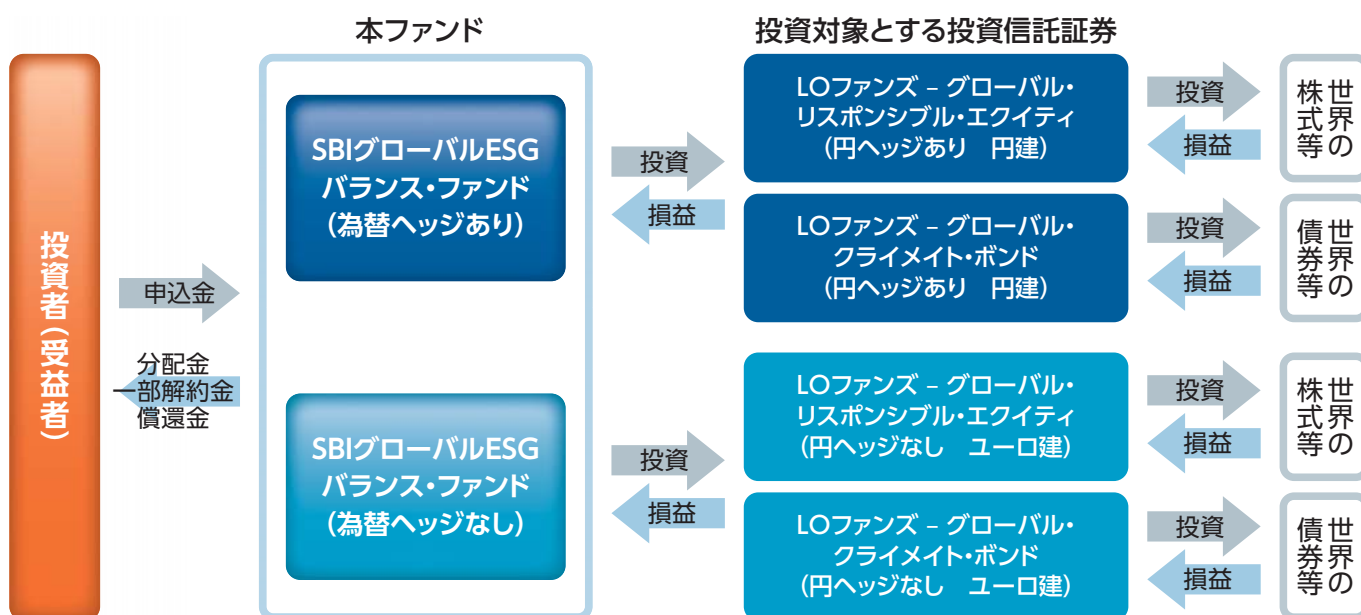 本ファンド
投資対象とする投資信託証券
投資者(受益者)
申込金
分配金
一部解約金
償還金
SBIグローバルESG
バランス・ファンド
(為替ヘッジあり)
投資
損益
LOファンズ – グローバル・
リスポンシブル・エクイティ
(円ヘッジあり　円建)
投資
損益
世界の
株式等
LOファンズ – グローバル・
クライメイト・ボンド
(円ヘッジあり　円建)
投資
損益
世界の
債券等
SBIグローバルESG
バランス・ファンド
(為替ヘッジなし)
投資
損益
LOファンズ – グローバル・
リスポンシブル・エクイティ
(円ヘッジなし　ユーロ建)
投資
損益
世界の
株式等
LOファンズ – グローバル・
クライメイト・ボンド
(円ヘッジなし　ユーロ建)
投資
損益
世界の
債券等